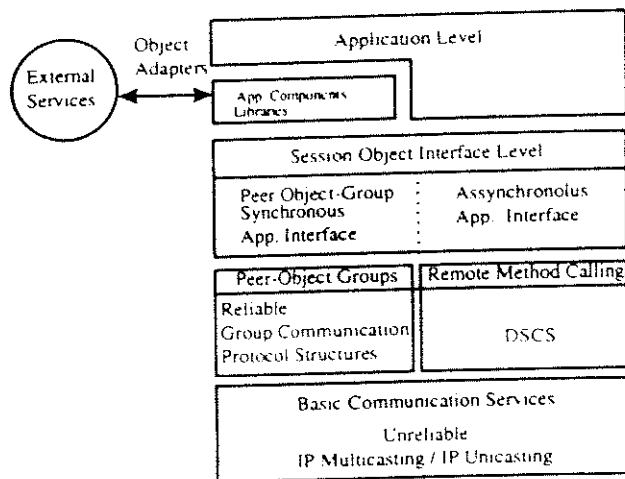 Object
Adapters
External
Services
Application Level
App. Components
Libraries
Session Object Interface Level
Peer Object-Group
Synchronous
App. Interface
Assynchronolus
App. Interface
Peer-Object Groups
Reliable
Group Communication
Protocol Structures
Remote Method Calling
DSCS
Basic Communication Services
Unreliable
IP Multicasting / IP Unicasting